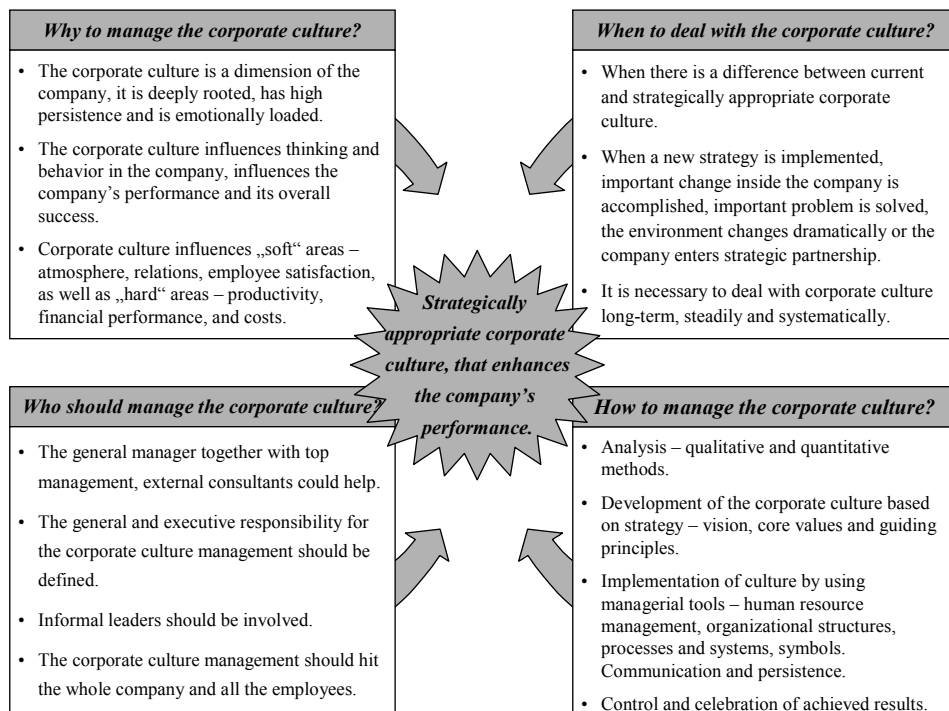 Why to manage the corporate culture?
• The corporate culture is a dimension of the
company, it is deeply rooted, has high
persistence and is emotionally loaded.
• The corporate culture influences thinking and
behavior in the company, influences the
company's performance and its overall
success.
• Corporate culture influences „soft“ areas –
atmosphere, relations, employee satisfaction,
as well as „hard“ areas – productivity,
financial performance, and costs.
When to deal with the corporate culture?
• When there is a difference between current
and strategically appropriate corporate
culture.
• When a new strategy is implemented,
important change inside the company is
accomplished, important problem is solved,
the environment changes dramatically or the
company enters strategic partnership.
• It is necessary to deal with corporate culture
long-term, steadily and systematically.
Strategically
appropriate corporate
culture, that enhances
the company's
performance.
Who should manage the corporate culture?
• The general manager together with top
management, external consultants could help.
• The general and executive responsibility for
the corporate culture management should be
defined.
• Informal leaders should be involved.
• The corporate culture management should hit
the whole company and all the employees.
How to manage the corporate culture?
• Analysis – qualitative and quantitative
methods.
• Development of the corporate culture based
on strategy – vision, core values and guiding
principles.
• Implementation of culture by using
managerial tools – human resource
management, organizational structures,
processes and systems, symbols.
Communication and persistence.
• Control and celebration of achieved results.